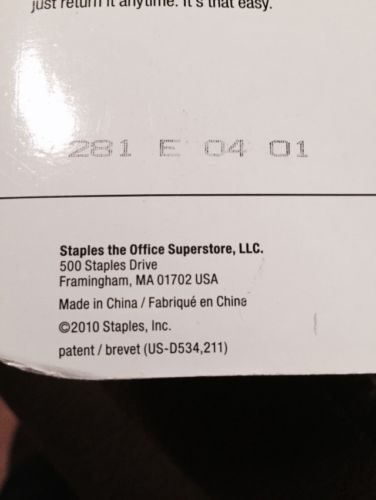 just return it anytime. It's that easy.
281 E 04 01
Staples the Office Superstore, LLC.
500 Staples Drive
Framingham, MA 01702 USA
Made in China / Fabriqué en Chine
©2010 Staples, Inc.
patent / brevet (US-D534,211)